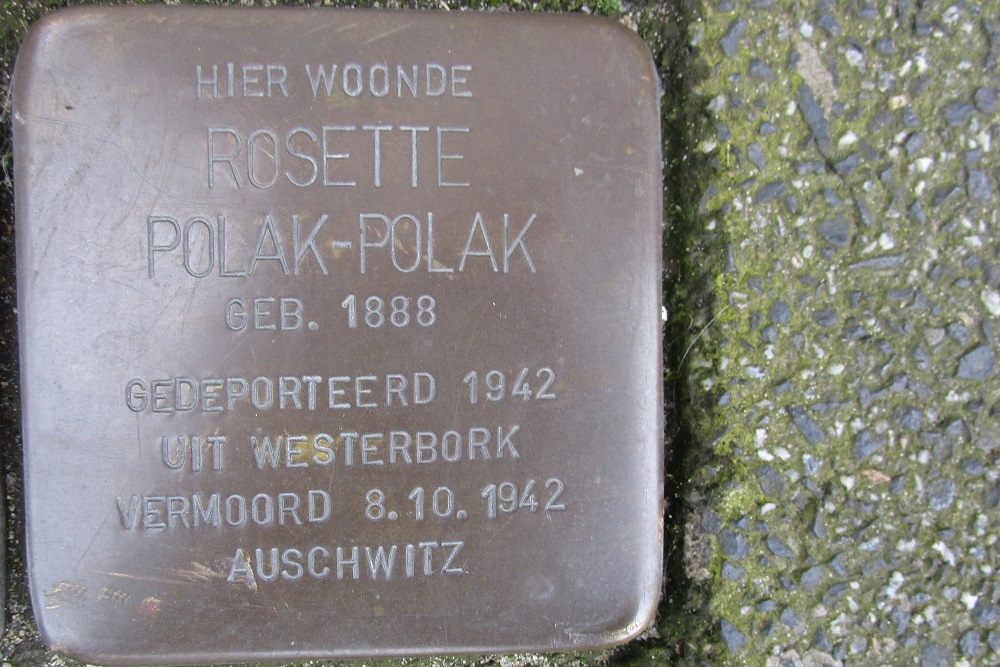 HIER WOONDE
ROSETTE
POLAK-POLAK
GEB. 1888
GEDEPORTEERD 1942
UIT WESTERBORK
VERMOORD 8.10.1942
AUSCHWITZ